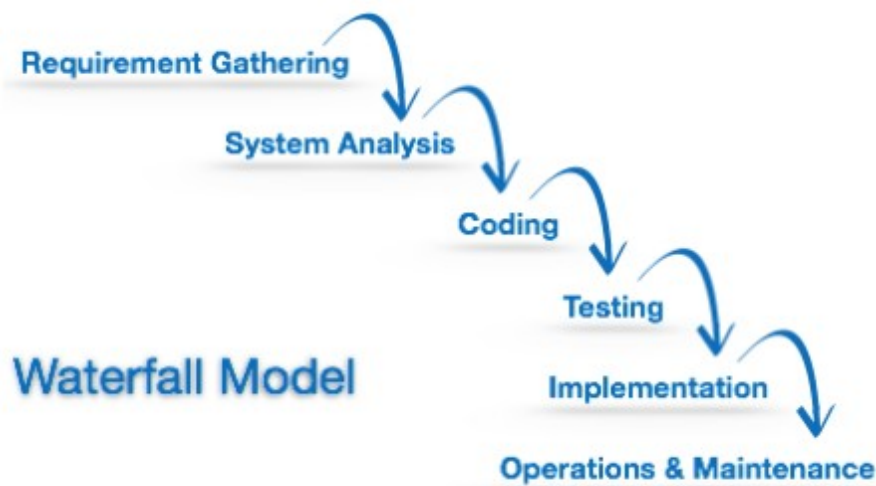 Requirement Gathering
System Analysis
Coding
Testing
Waterfall Model
Implementation
Operations & Maintenance